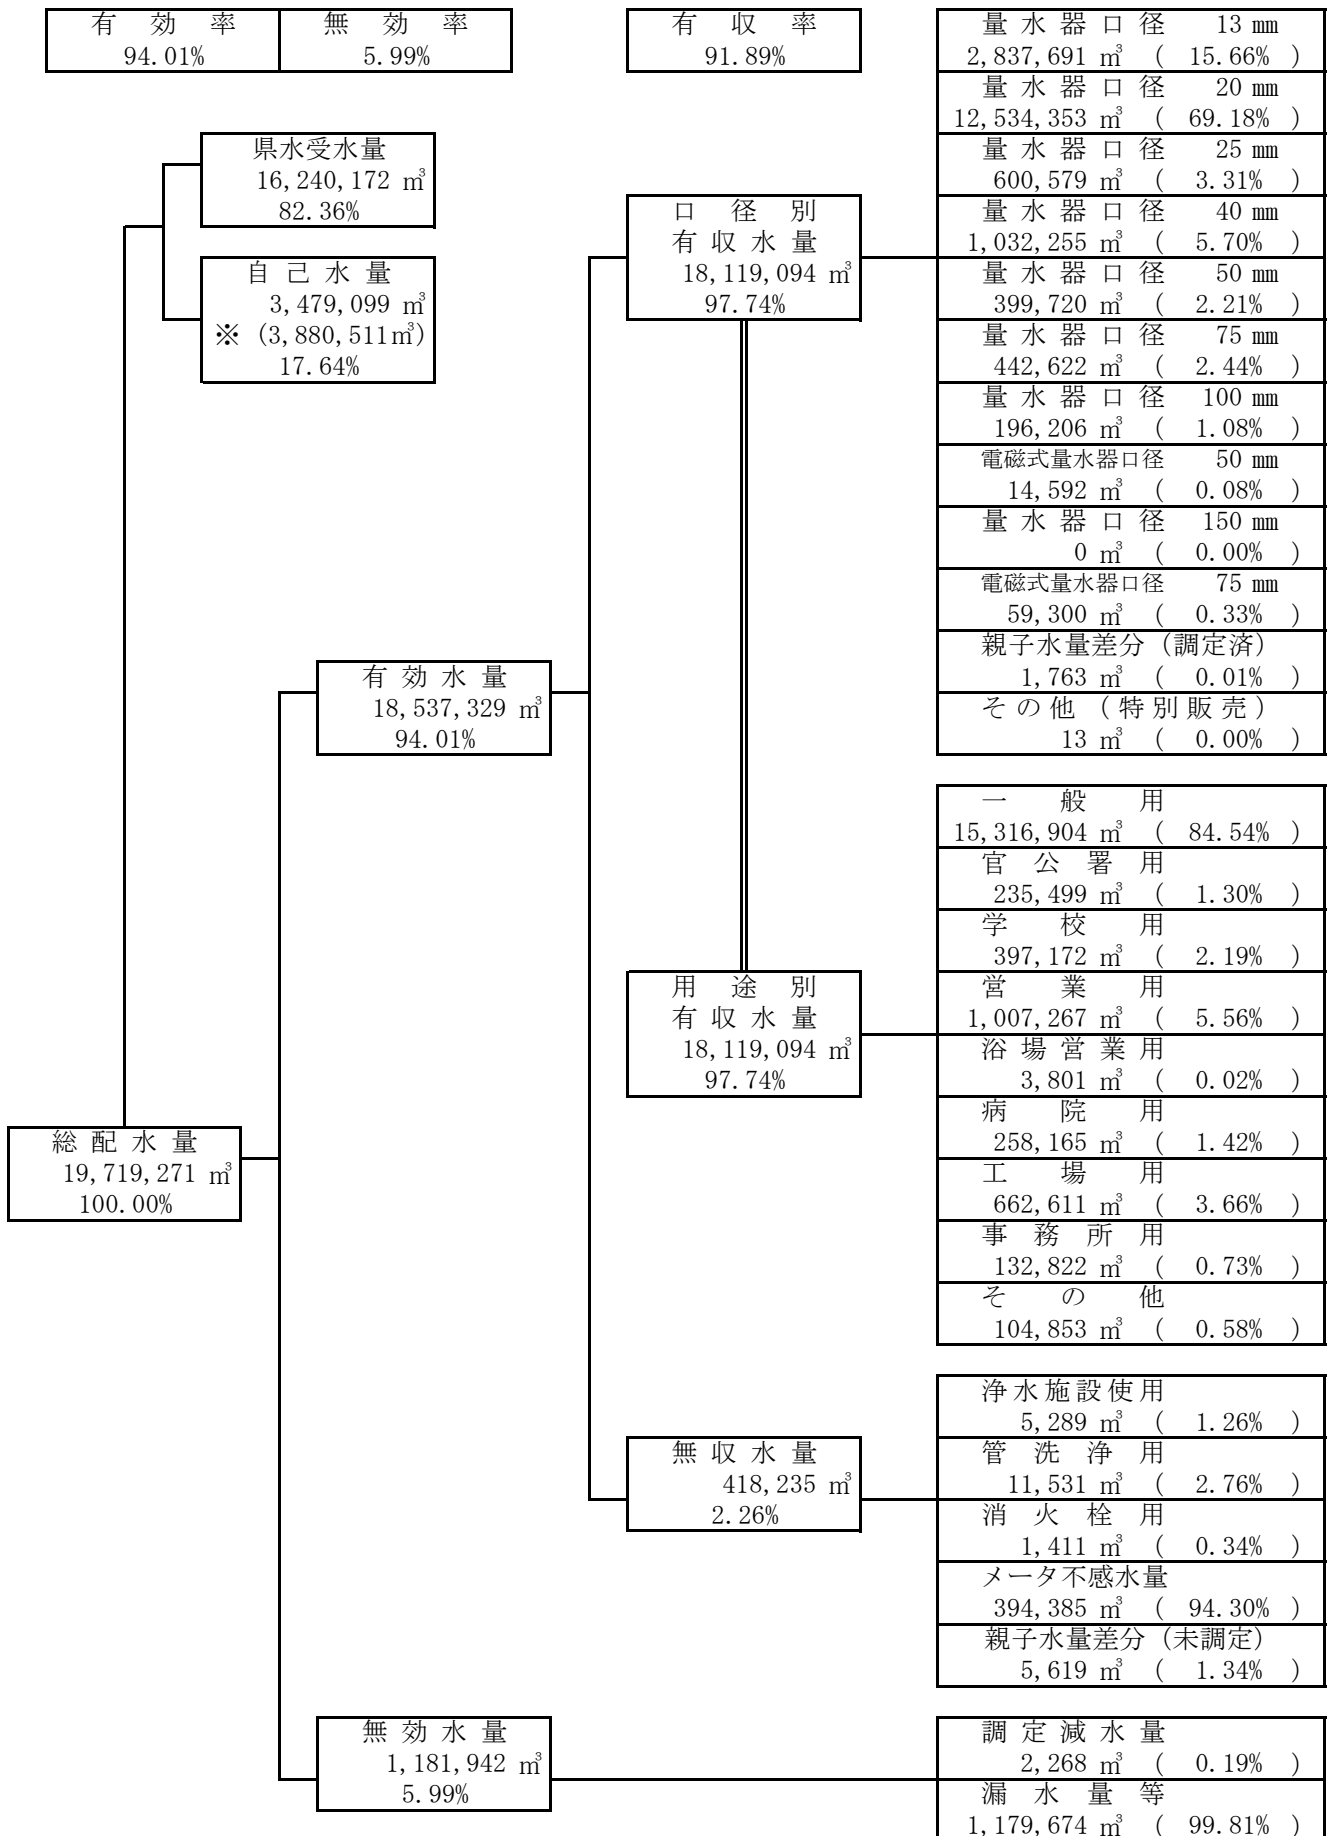 有効率 無効率
94.01% 5.99%
有収率
91.89%
県水受水量
16,240,172 ㎥
82.36%
自己水量
3,479,099 ㎥
※ (3,880,511㎥)
17.64%
総配水量
19,719,271 ㎥
100.00%
有効水量
18,537,329 ㎥
94.01%
無効水量
1,181,942 ㎥
5.99%
口径別
有収水量
18,119,094 ㎥
97.74%
用途別
有収水量
18,119,094 ㎥
97.74%
無収水量
418,235 ㎥
2.26%
量水器口径 13 ㎜
2,837,691 ㎥ ( 15.66% )
量水器口径 20 ㎜
12,534,353 ㎥ ( 69.18% )
量水器口径 25 ㎜
600,579 ㎥ ( 3.31% )
量水器口径 40 ㎜
1,032,255 ㎥ ( 5.70% )
量水器口径 50 ㎜
399,720 ㎥ ( 2.21% )
量水器口径 75 ㎜
442,622 ㎥ ( 2.44% )
量水器口径 100 ㎜
196,206 ㎥ ( 1.08% )
電磁式量水器口径 50 ㎜
14,592 ㎥ ( 0.08% )
量水器口径 150 ㎜
0 ㎥ ( 0.00% )
電磁式量水器口径 75 ㎜
59,300 ㎥ ( 0.33% )
親子水量差分(調定済)
1,763 ㎥ ( 0.01% )
その他(特別販売)
13 ㎥ ( 0.00% )
一般用
15,316,904 ㎥ ( 84.54% )
官公署用
235,499 ㎥ ( 1.30% )
学校用
397,172 ㎥ ( 2.19% )
営業用
1,007,267 ㎥ ( 5.56% )
浴場営業用
3,801 ㎥ ( 0.02% )
病院用
258,165 ㎥ ( 1.42% )
工場用
662,611 ㎥ ( 3.66% )
事務所用
132,822 ㎥ ( 0.73% )
その他
104,853 ㎥ ( 0.58% )
浄水施設使用
5,289 ㎥ ( 1.26% )
管洗浄用
11,531 ㎥ ( 2.76% )
消火栓用
1,411 ㎥ ( 0.34% )
メータ不感水量
394,385 ㎥ ( 94.30% )
親子水量差分(未調定)
5,619 ㎥ ( 1.34% )
調定減水量
2,268 ㎥ ( 0.19% )
漏水量等
1,179,674 ㎥ ( 99.81% )